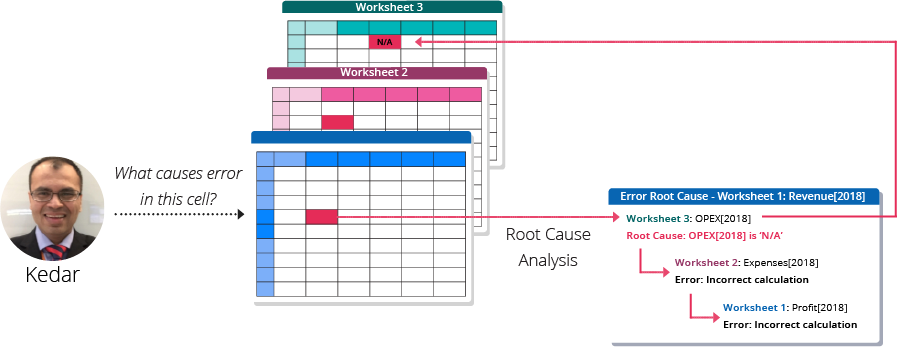 Worksheet 3
N/A
Worksheet 2
What causes error
in this cell?
Kedar
Root Cause
Analysis
Error Root Cause - Worksheet 1: Revenue[2018]
Worksheet 3: OPEX[2018]
Root Cause: OPEX[2018] is ‘N/A’
Worksheet 2: Expenses[2018]
Error: Incorrect calculation
Worksheet 1: Profit[2018]
Error: Incorrect calculation